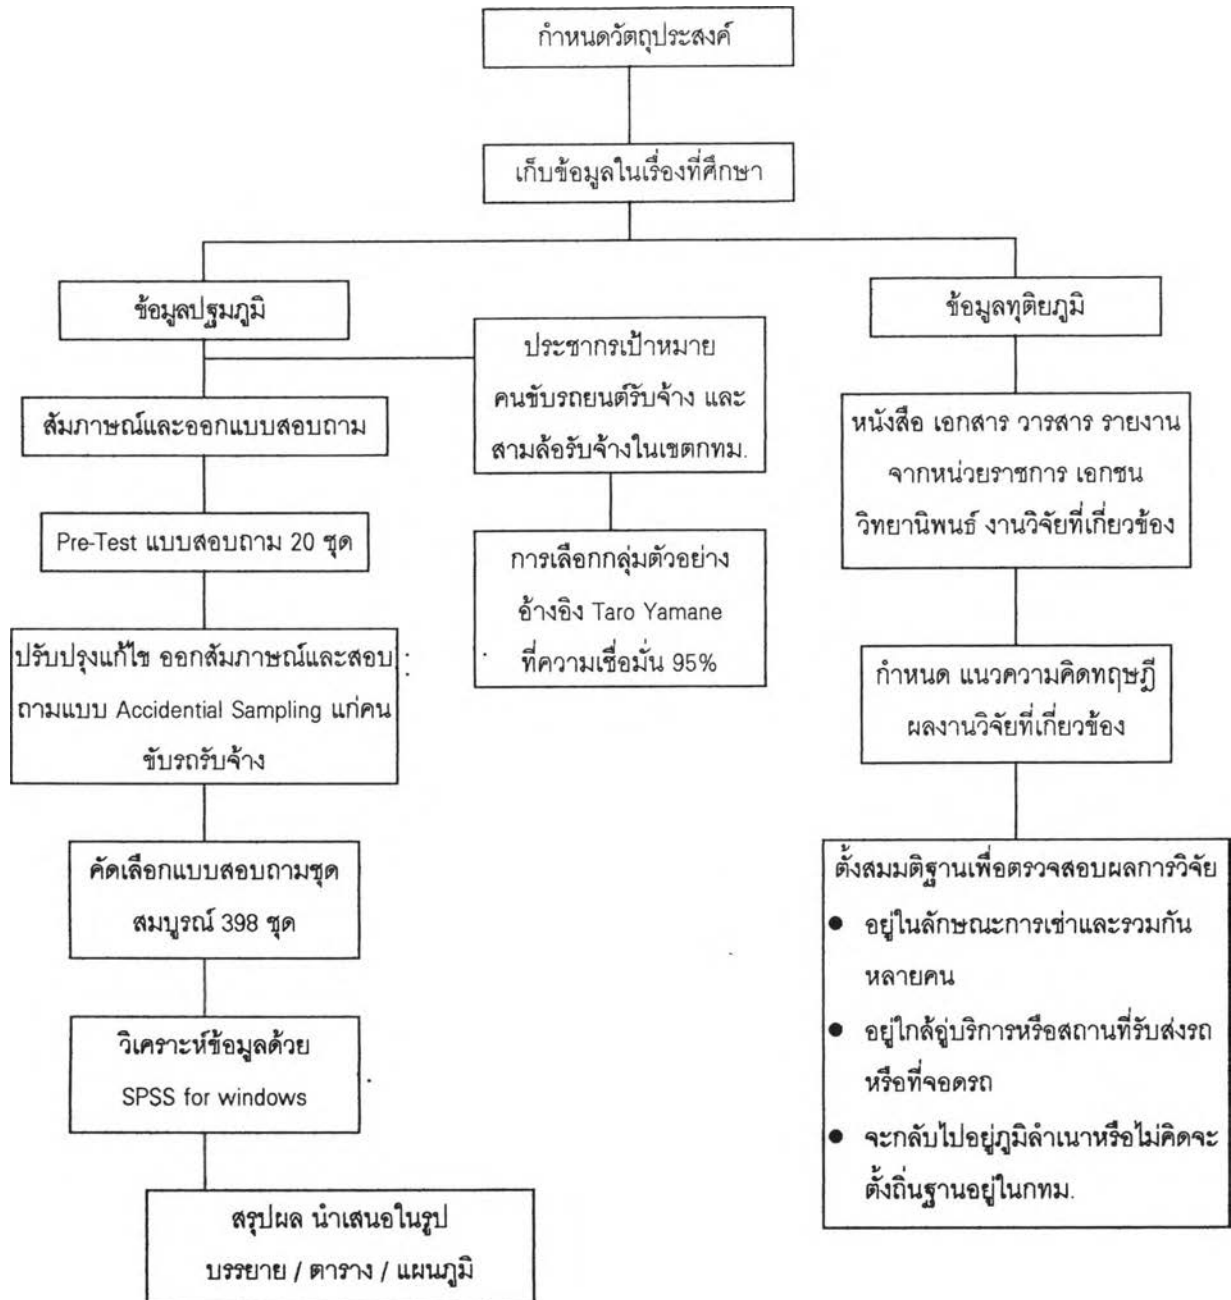 กำหนดวัตถุประสงค์
เก็บข้อมูลในเรื่องที่ศึกษา
ข้อมูลปฐมภูมิ
สัมภาษณ์และออกแบบสอบถาม
Pre-Test แบบสอบถาม 20 ชุด
ปรับปรุงแก้ไข ออกสัมภาษณ์และสอบ
ถามแบบ Accidential Sampling แก่คน
ขับรถรับจ้าง
คัดเลือกแบบสอบถามชุด
สมบูรณ์ 398 ชุด
วิเคราะห์ข้อมูลด้วย
SPSS for windows
สรุปผล นำเสนอในรูป
บรรยาย / ตาราง / แผนภูมิ
ประชากรเป้าหมาย
คนขับรถยนต์รับจ้าง และ
สามล้อรับจ้างในเขตกทม.
การเลือกกลุ่มตัวอย่าง
อ้างอิง Taro Yamane
ที่ความเชื่อมั่น 95%
ข้อมูลทุติยภูมิ
หนังสือ เอกสาร วารสาร รายงาน
จากหน่วยราชการ เอกชน
วิทยานิพนธ์ งานวิจัยที่เกี่ยวข้อง
กำหนด แนวความคิดทฤษฎี
ผลงานวิจัยที่เกี่ยวข้อง
ตั้งสมมติฐานเพื่อตรวจสอบผลการวิจัย
● อยู่ในลักษณะการเช่าและรวมกัน
หลายคน
● อยู่ใกล้อู่บริการหรือสถานที่รับส่งรถ
หรือที่จอดรถ
● จะกลับไปอยู่ภูมิลำเนาหรือไม่คิดจะ
ตั้งถิ่นฐานอยู่ในกทม.